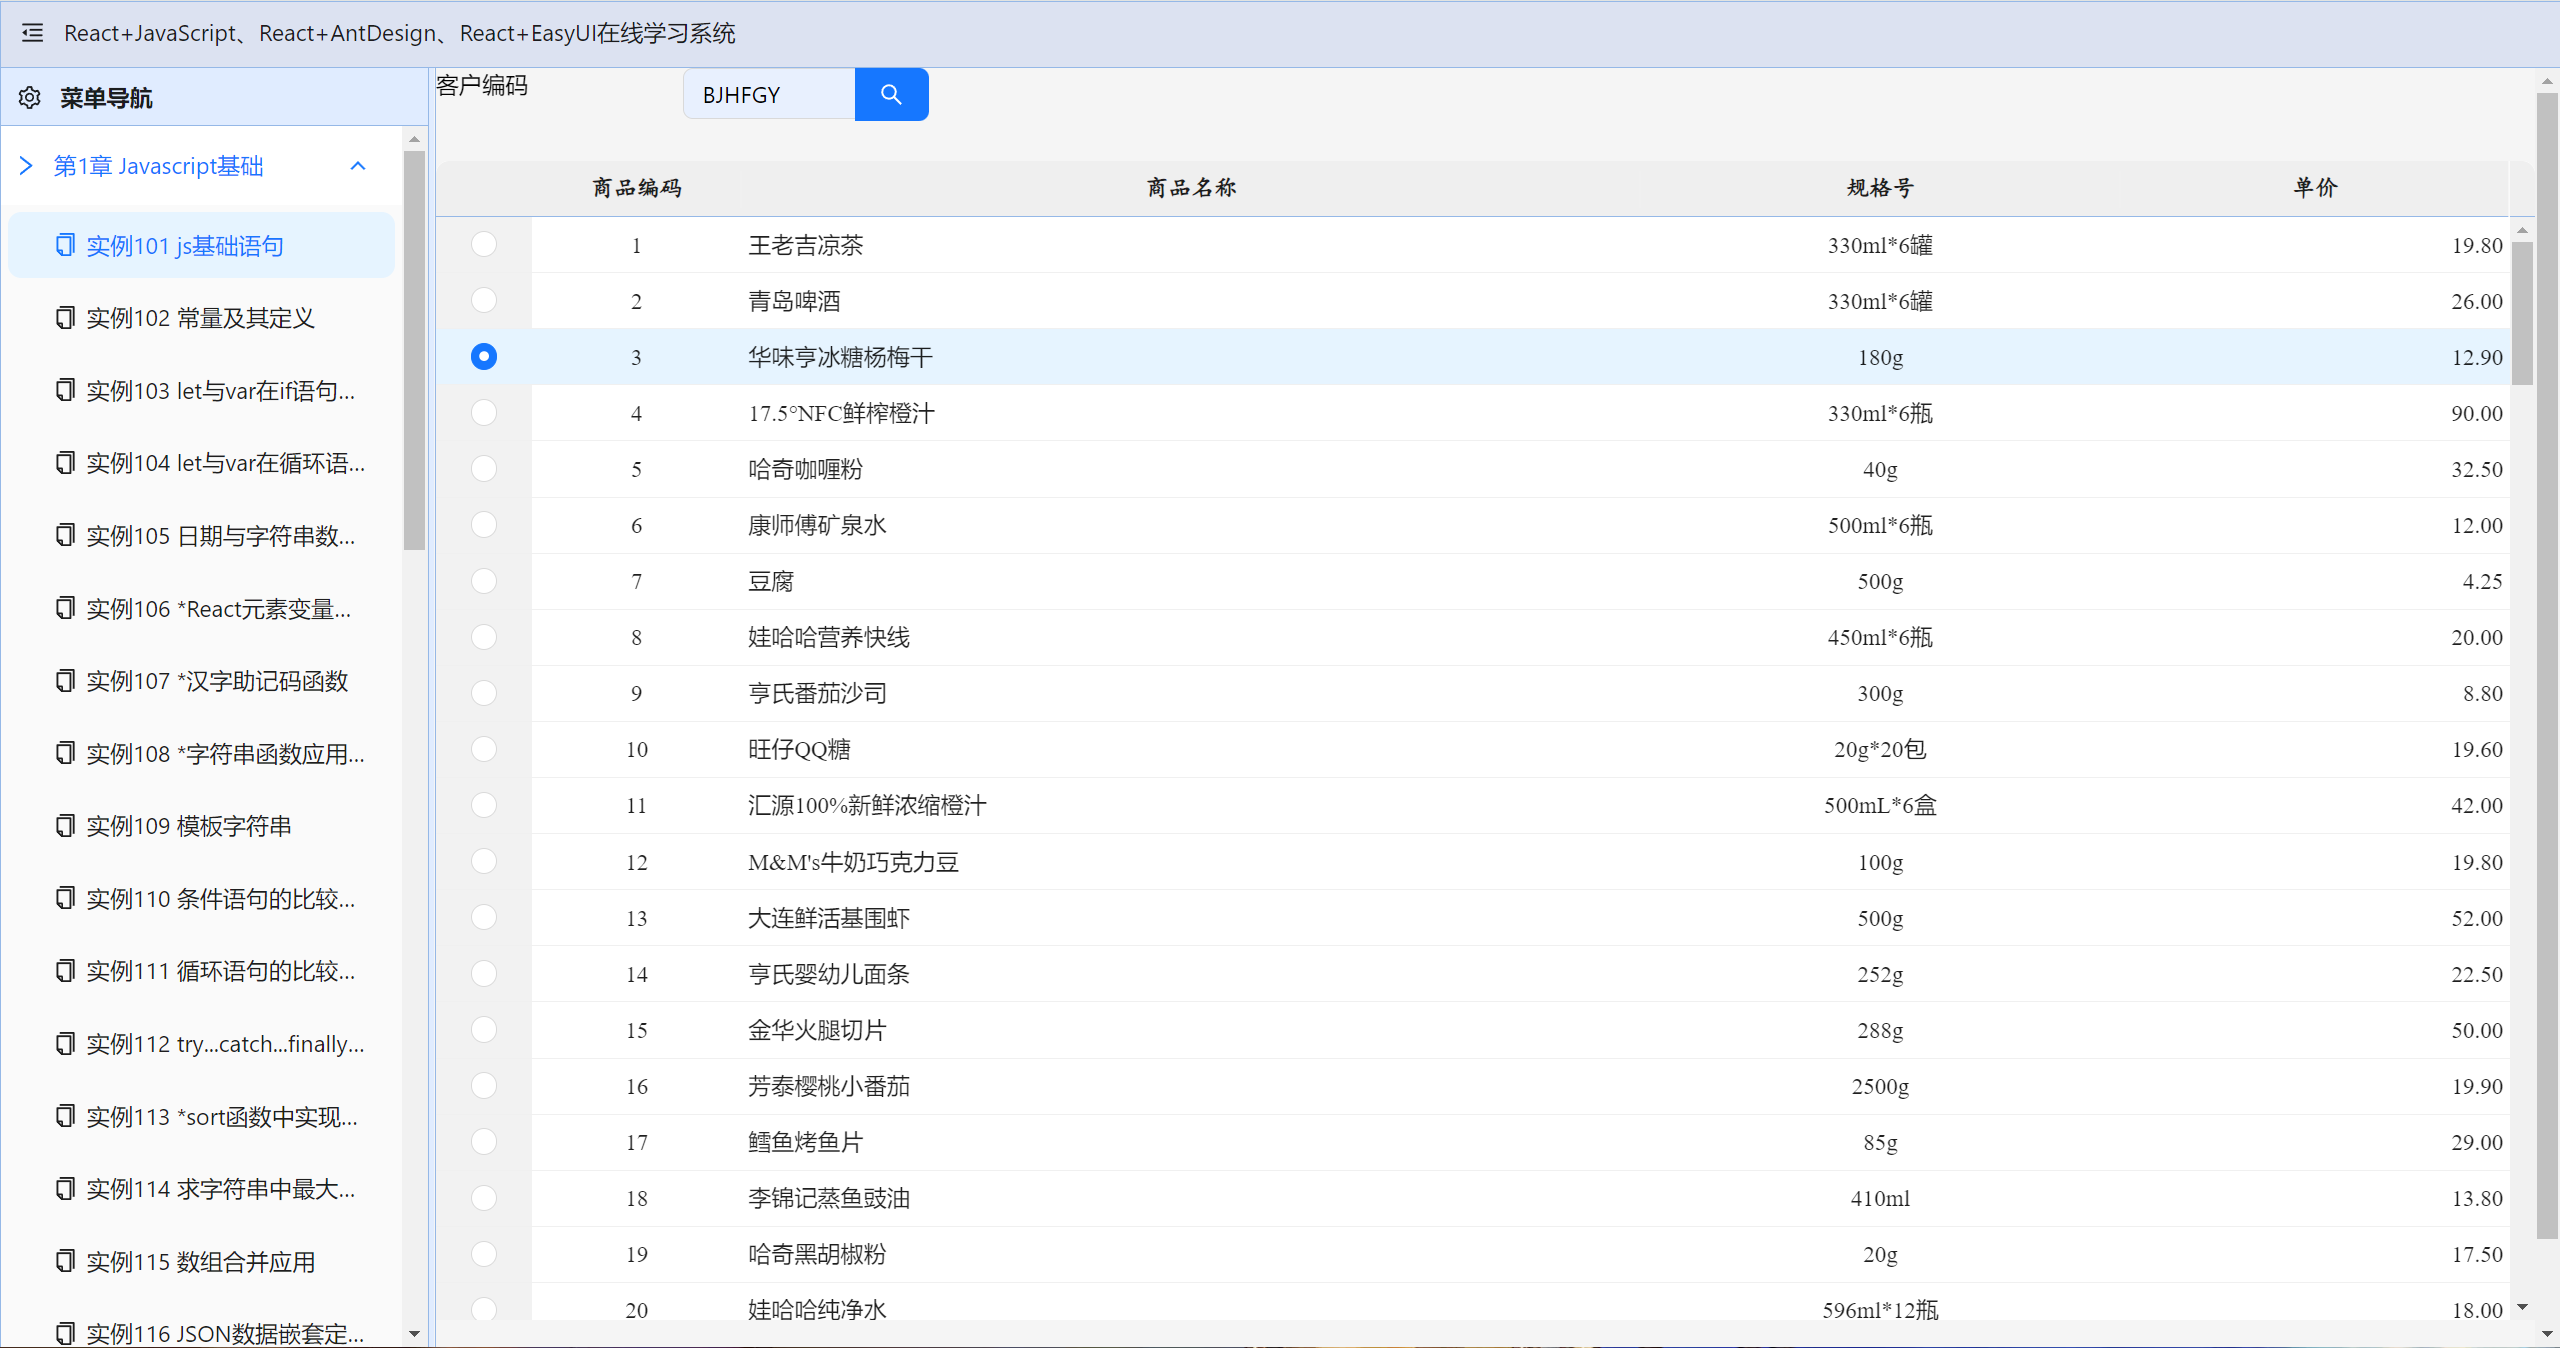 React+JavaScript、React+AntDesign、React+EasyUI在线学习系统
菜单导航
第1章 Javascript基础
实例101 js基础语句
实例102 常量及其定义
实例103 let与var在if语句...
实例104 let与var在循环语...
实例105 日期与字符串数...
实例106 *React元素变量...
实例107 *汉字助记码函数
实例108 *字符串函数应用...
实例109 模板字符串
实例110 条件语句的比较...
实例111 循环语句的比较...
实例112 try...catch...finally...
实例113 *sort函数中实现...
实例114 求字符串中最大...
实例115 数组合并应用
实例116 JSON数据嵌套定...
客户编码 BJHFGY
商品编码 商品名称 规格号 单价
1 王老吉凉茶 330ml*6罐 19.80
2 青岛啤酒 330ml*6罐 26.00
3 华味亨冰糖杨梅干 180g 12.90
4 17.5°NFC鲜榨橙汁 330ml*6瓶 90.00
5 哈奇咖喱粉 40g 32.50
6 康师傅矿泉水 500ml*6瓶 12.00
7 豆腐 500g 4.25
8 娃哈哈营养快线 450ml*6瓶 20.00
9 亨氏番茄沙司 300g 8.80
10 旺仔QQ糖 20g*20包 19.60
11 汇源100%新鲜浓缩橙汁 500mL*6盒 42.00
12 M&M's牛奶巧克力豆 100g 19.80
13 大连鲜活基围虾 500g 52.00
14 亨氏婴幼儿面条 252g 22.50
15 金华火腿切片 288g 50.00
16 芳泰樱桃小番茄 2500g 19.90
17 鳕鱼烤鱼片 85g 29.00
18 李锦记蒸鱼豉油 410ml 13.80
19 哈奇黑胡椒粉 20g 17.50
20 娃哈哈纯净水 596ml*12瓶 18.00